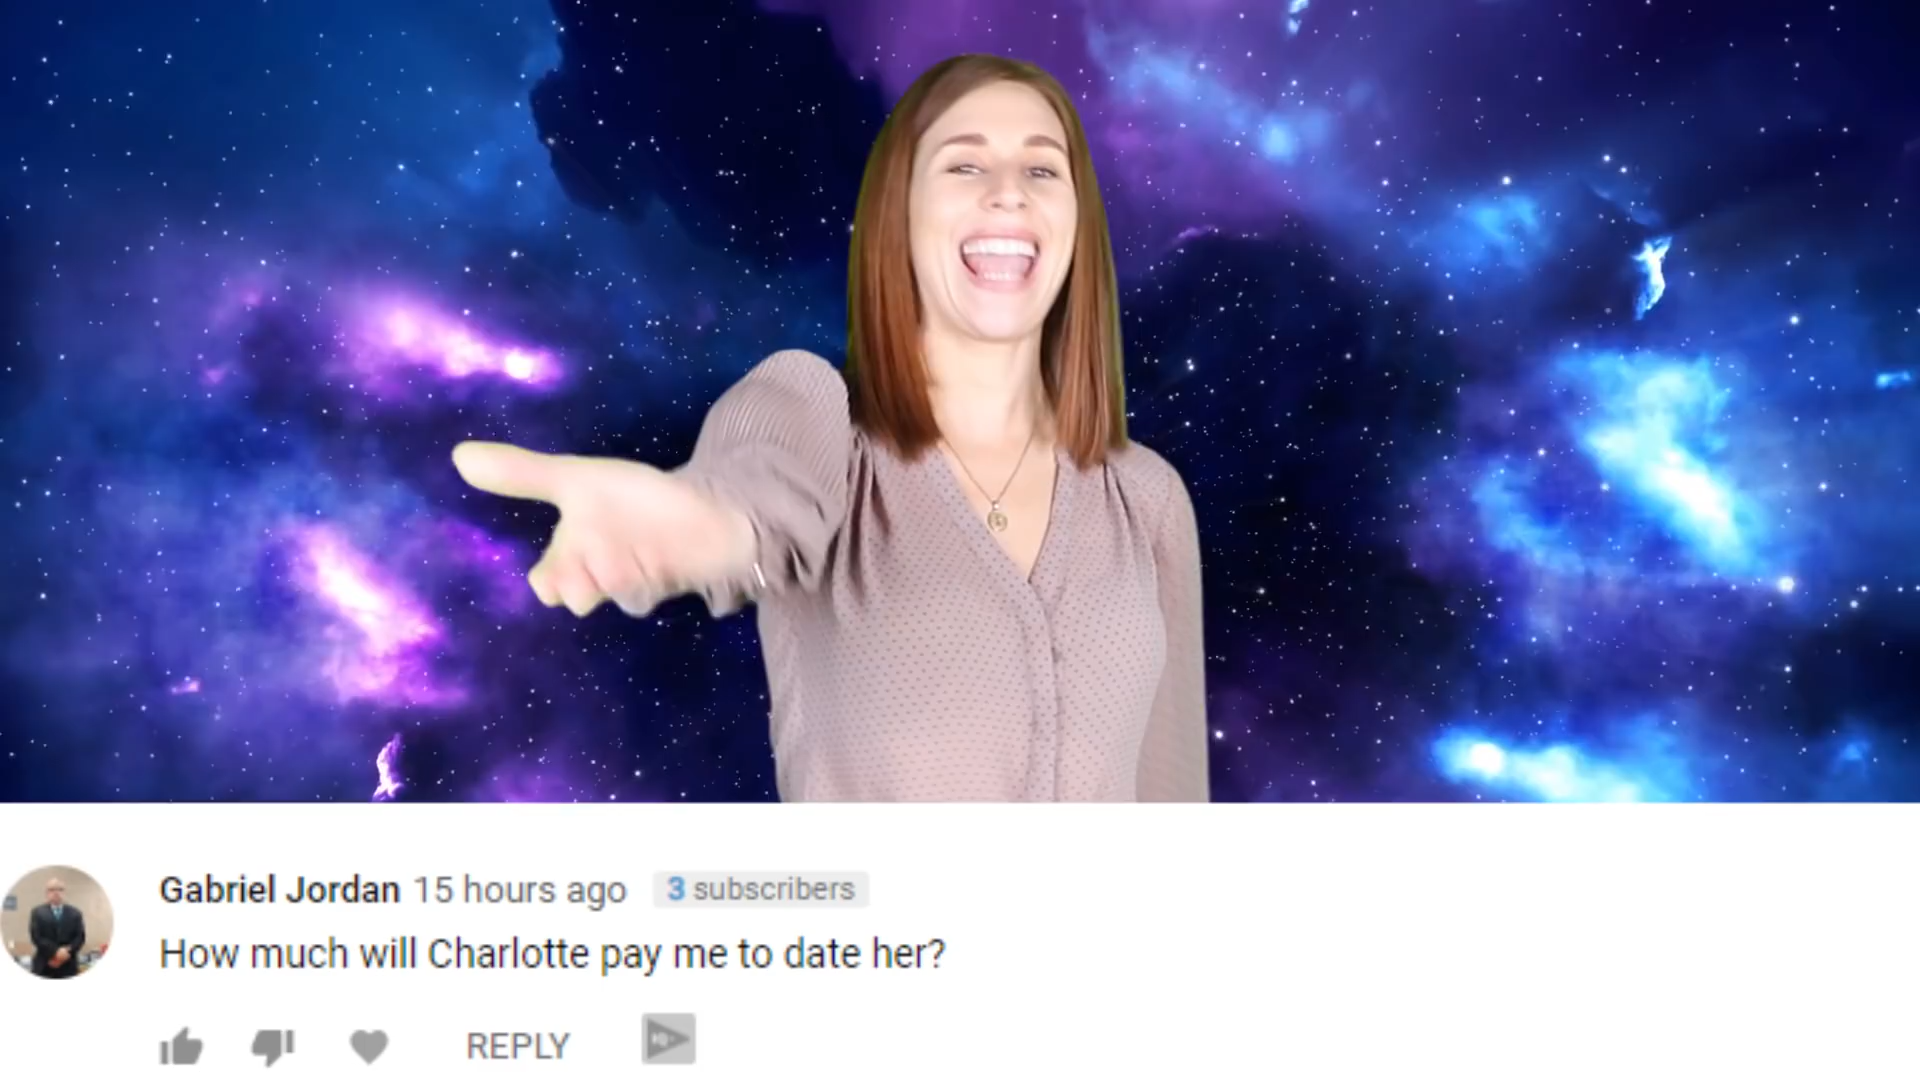 Gabriel Jordan 15 hours ago 3 subscribers
How much will Charlotte pay me to date her?
REPLY